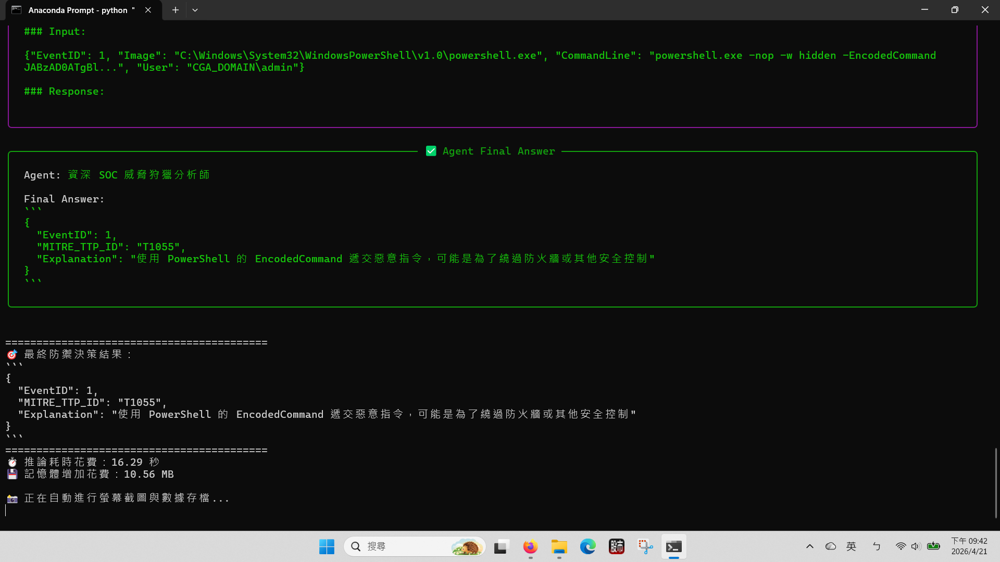 Anaconda Prompt - python "
### Input:
{"EventID": 1, "Image": "C:\Windows\System32\WindowsPowerShell\v1.0\powershell.exe", "CommandLine": "powershell.exe -nop -w hidden -EncodedCommand
JABzAD0ATgBl...", "User": "CGA_DOMAIN\admin"}
### Response:
Agent Final Answer
Agent: 資深 SOC 威脅狩獵分析師
Final Answer:
```
{
"EventID": 1,
"MITRE_TTP_ID": "T1055",
"Explanation": "使用 PowerShell 的 EncodedCommand 遞交惡意指令，可能是為了繞過防火牆或其他安全控制"
}
```
==========================================
🎯 最終防禦決策結果：
```
{
"EventID": 1,
"MITRE_TTP_ID": "T1055",
"Explanation": "使用 PowerShell 的 EncodedCommand 遞交惡意指令，可能是為了繞過防火牆或其他安全控制"
}
```
==========================================
⏱️ 推論耗時花費：16.29 秒
💾 記憶體增加花費：10.56 MB
📸 正在自動進行螢幕截圖與數據存檔...
搜尋
股市
英
ㄅ
下午 09:42
2026/4/21